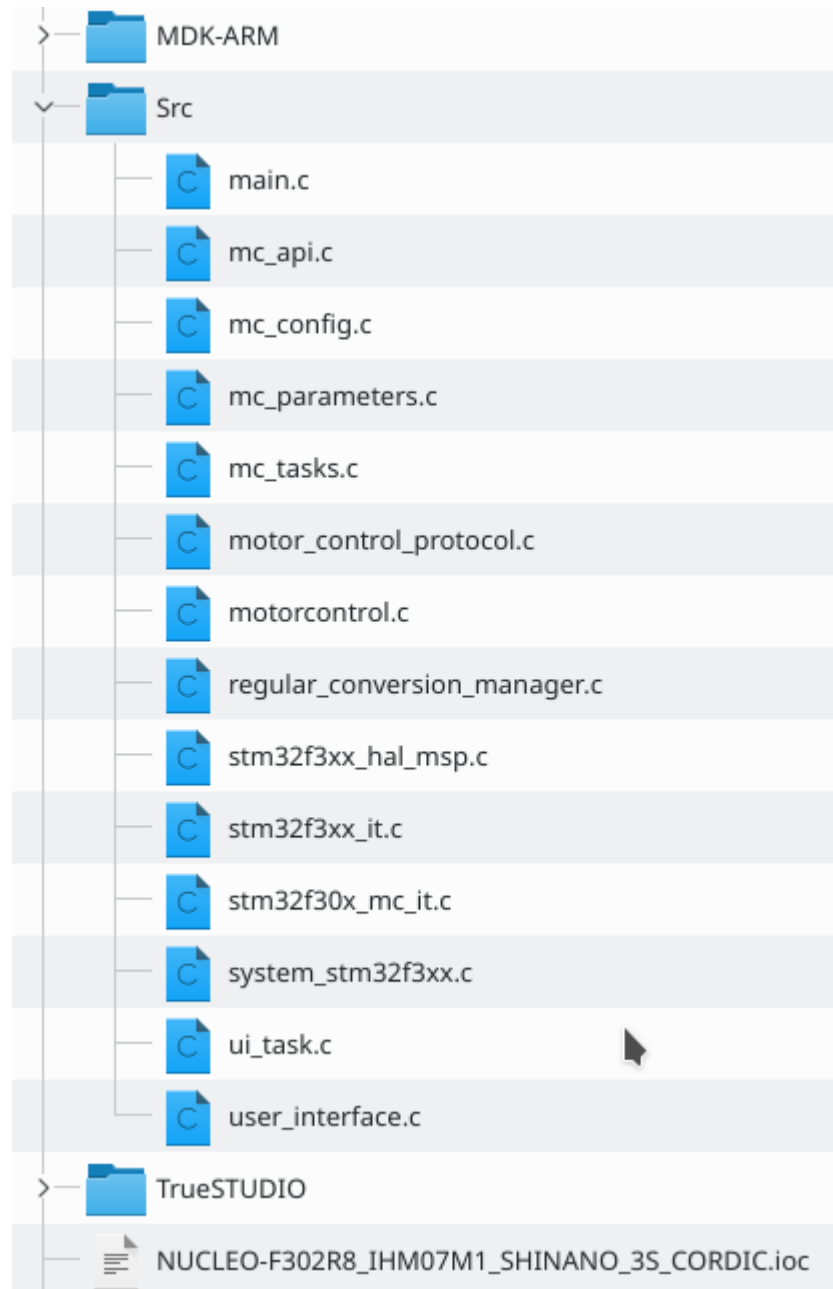 MDK-ARM
Src
main.c
mc_api.c
mc_config.c
mc_parameters.c
mc_tasks.c
motor_control_protocol.c
motorcontrol.c
regular_conversion_manager.c
stm32f3xx_hal_msp.c
stm32f3xx_it.c
stm32f30x_mc_it.c
system_stm32f3xx.c
ui_task.c
user_interface.c
TrueSTUDIO
NUCLEO-F302R8_IHM07M1_SHINANO_3S_CORDIC.ioc